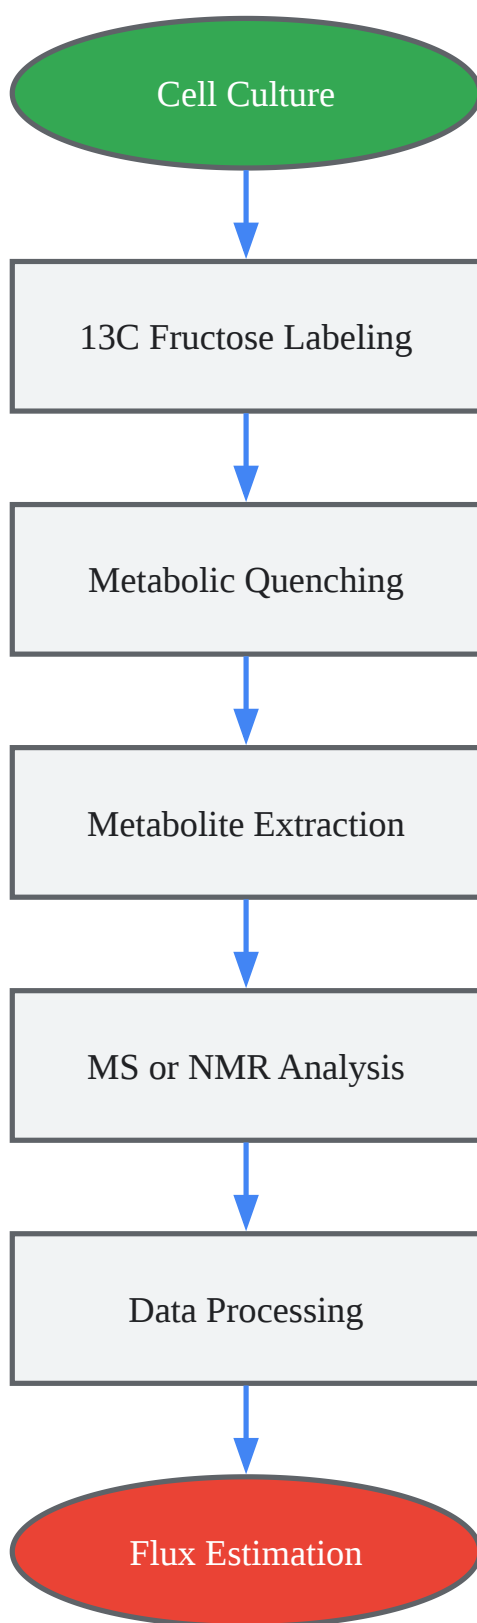 Cell Culture
13C Fructose Labeling
Metabolic Quenching
Metabolite Extraction
MS or NMR Analysis
Data Processing
Flux Estimation